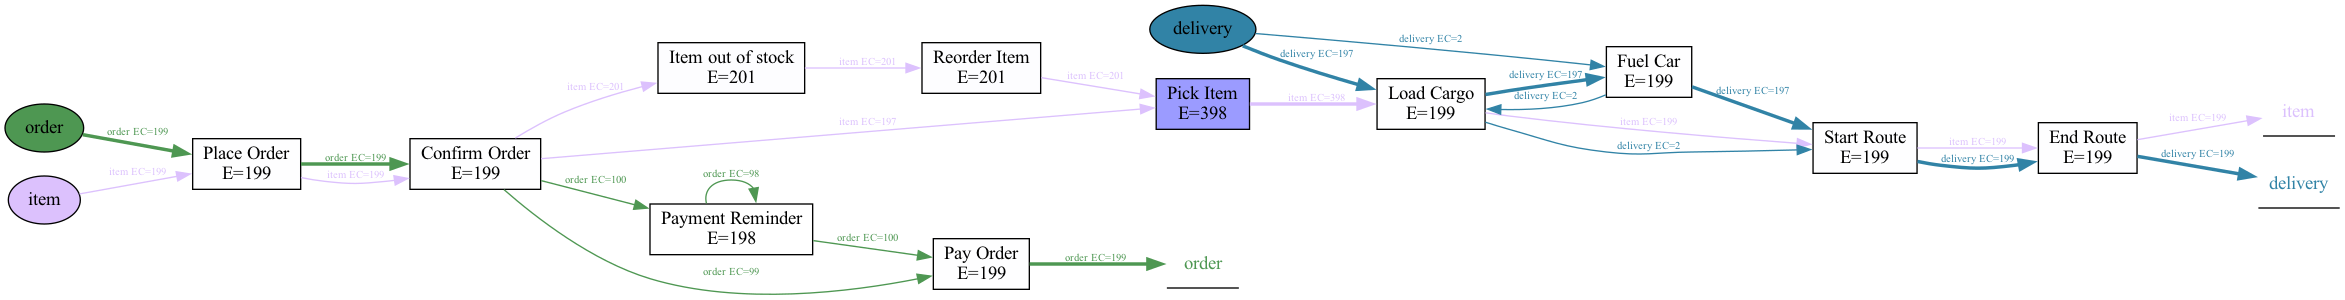 order
item
order EC=199
item EC=199
Place Order
E=199
order EC=199
item EC=199
Confirm Order
E=199
item EC=201
item EC=197
order EC=100
order EC=99
Item out of stock
E=201
item EC=201
Reorder Item
E=201
item EC=201
order EC=98
Payment Reminder
E=198
order EC=100
Pay Order
E=199
order EC=199
order
delivery
delivery EC=2
delivery EC=197
Pick Item
E=398
item EC=398
Load Cargo
E=199
delivery EC=197
delivery EC=2
item EC=199
delivery EC=2
Fuel Car
E=199
delivery EC=197
Start Route
E=199
item EC=199
delivery EC=199
End Route
E=199
item EC=199
delivery EC=199
item
delivery